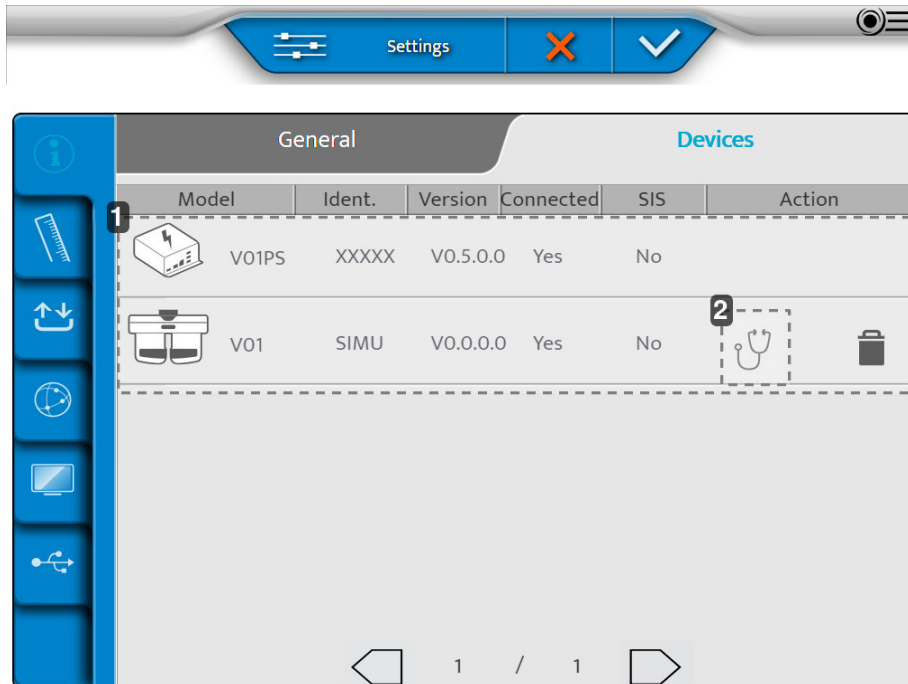 Settings
General Devices
Model Ident. Version Connected SIS Action
1
V01PS XXXXX V0.5.0.0 Yes No
2
V01 SIMU V0.0.0.0 Yes No
1 / 1